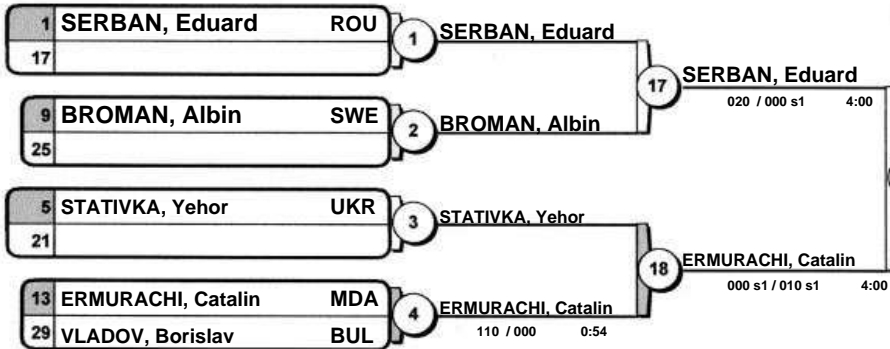 1 SERBAN, Eduard ROU
17
1 SERBAN, Eduard
17 SERBAN, Eduard
020 / 000 s1 4:00
9 BROMAN, Albin SWE
25
2 BROMAN, Albin
5 STATIVKA, Yehor UKR
21
3 STATIVKA, Yehor
18 ERMURACHI, Catalin
000 s1 / 010 s1 4:00
13 ERMURACHI, Catalin MDA
29 VLADOV, Borislav BUL
4 ERMURACHI, Catalin
110 / 000 0:54